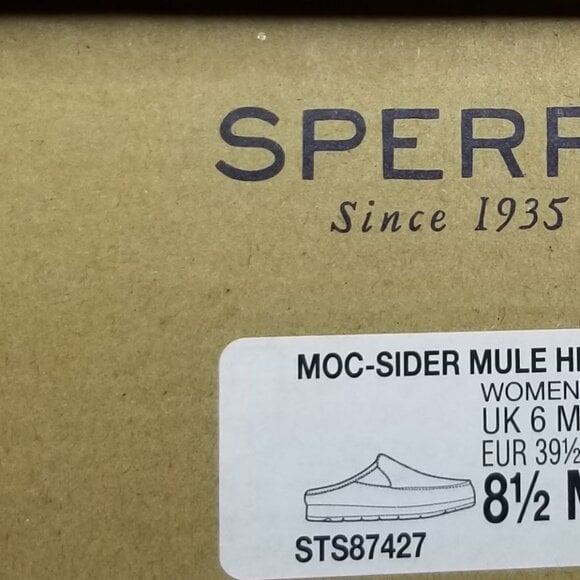 SPERR
Since 1935
MOC-SIDER MULE H
WOMEN
UK 6 M
EUR 39½
8½ M
STS87427